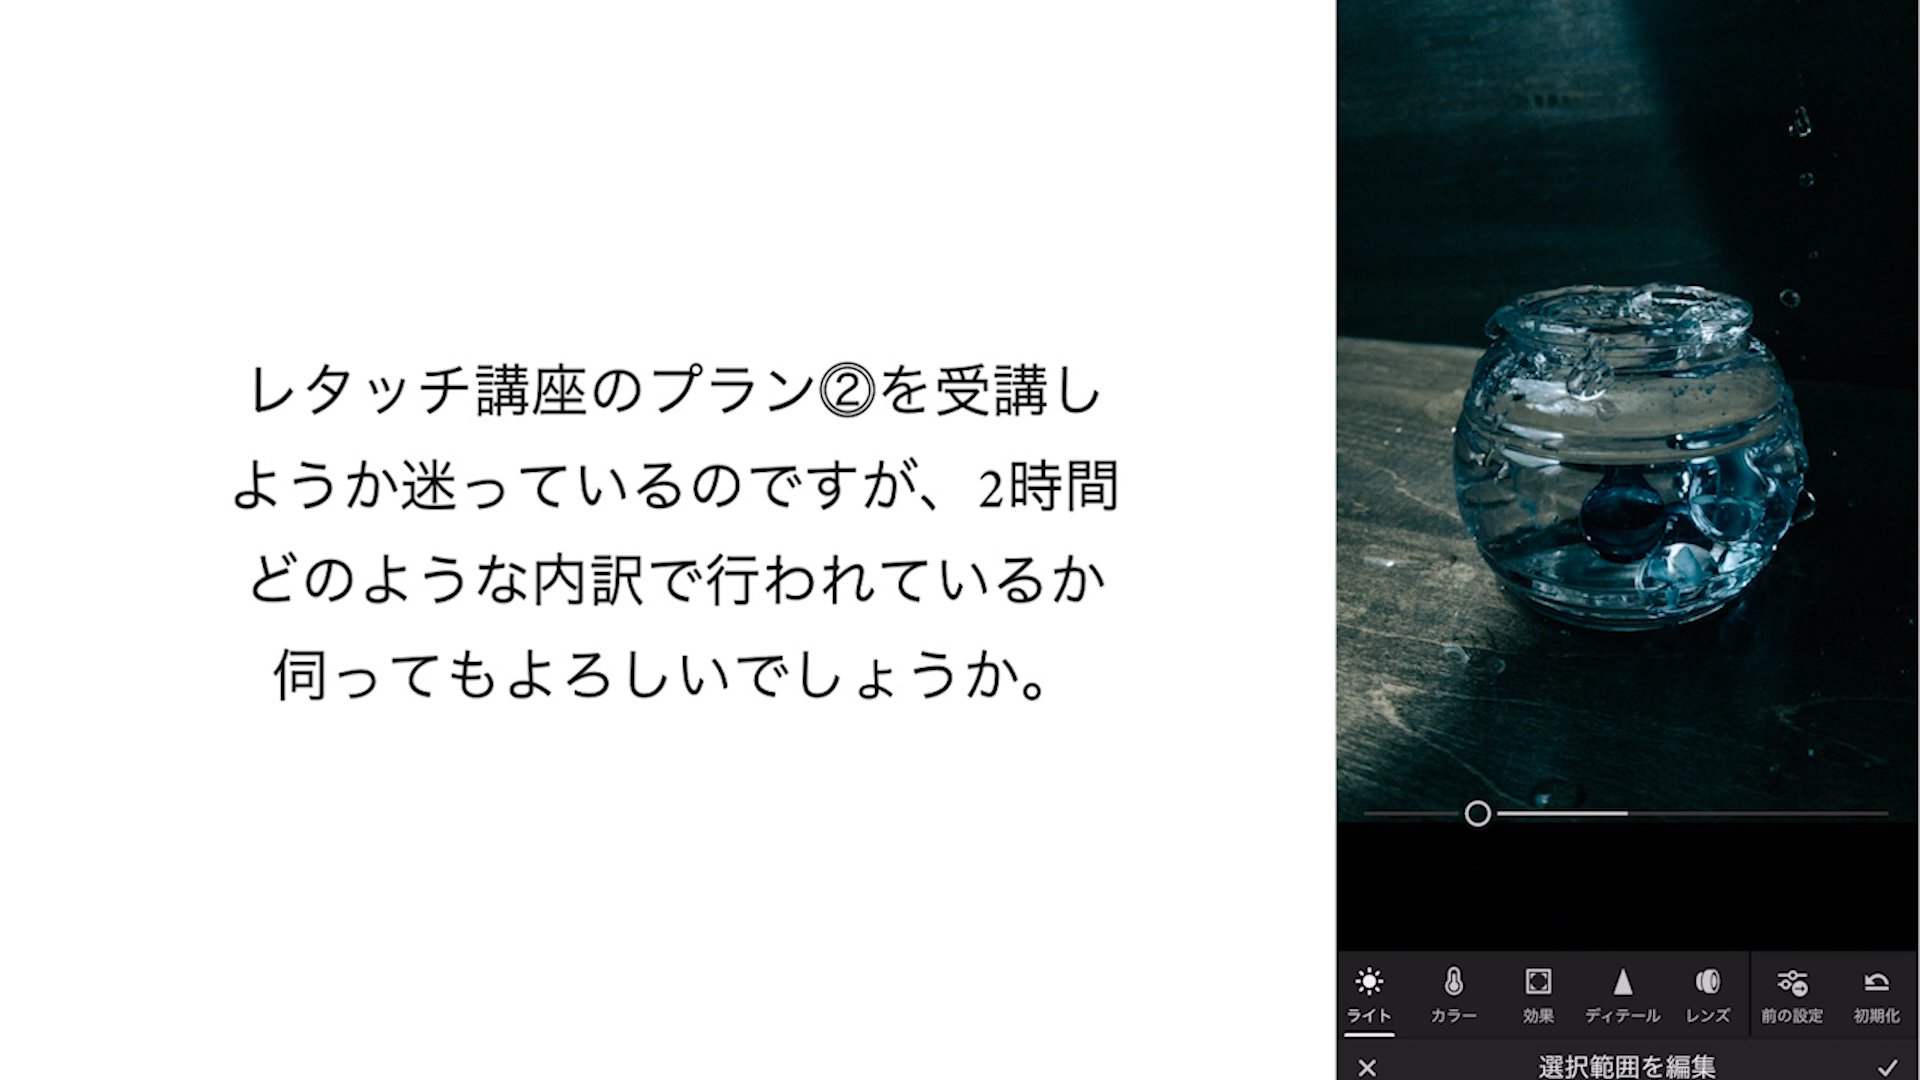 レタッチ講座のプラン②を受講し
ようか迷っているのですが、2時間
どのような内訳で行われているか
伺ってもよろしいでしょうか。
ライト
カラー
効果
ディテール
レンズ
前の設定
初期化
選択範囲を編集